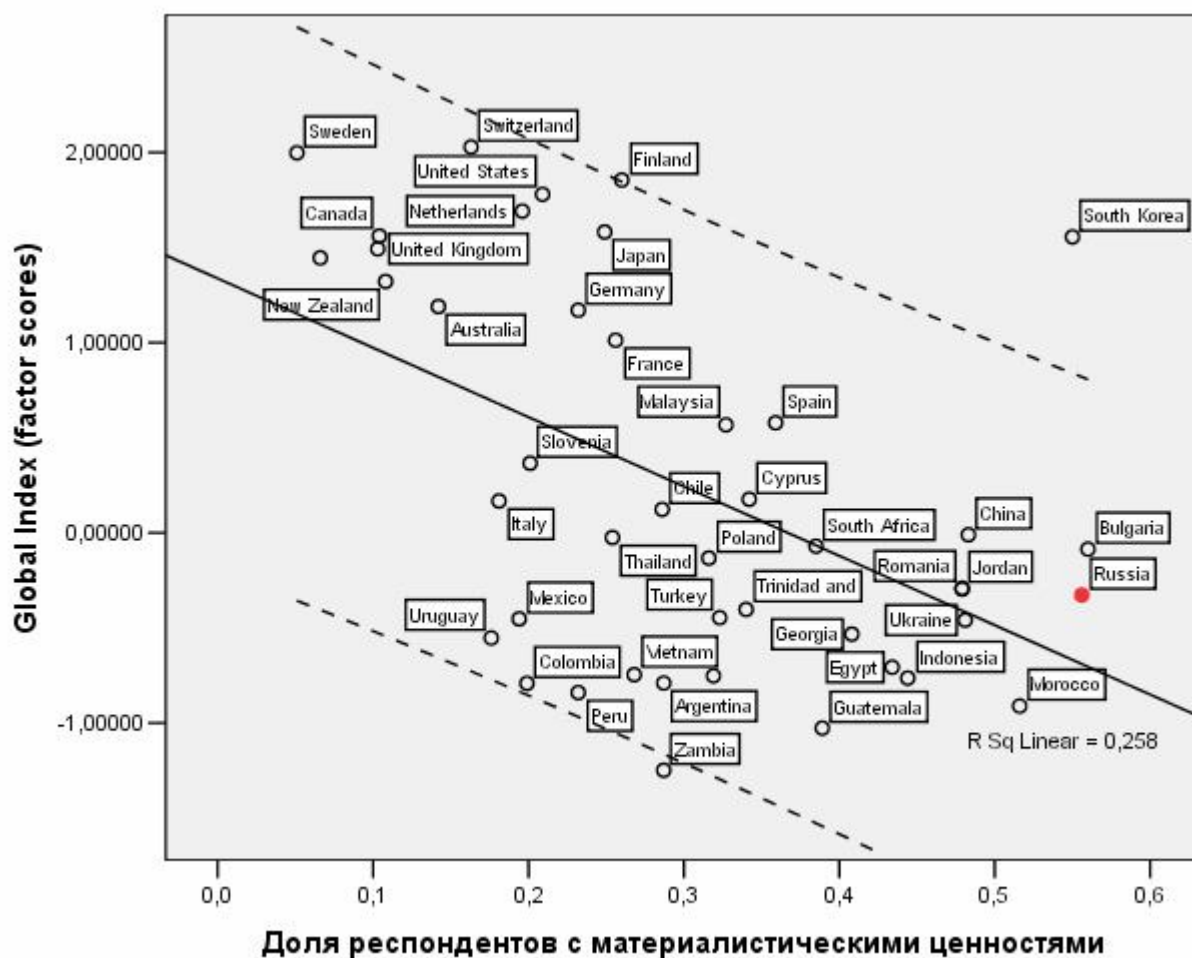 Global Index (factor scores)
2,00000
1,00000
0,00000
-1,00000
Sweden
Switzerland
United States
Finland
Canada
Netherlands
South Korea
United Kingdom
Japan
New Zealand
Germany
Australia
France
Malaysia
Spain
Slovenia
Chile
Cyprus
Italy
South Africa
China
Bulgaria
Thailand
Poland
Romania
Jordan
Russia
Uruguay
Mexico
Turkey
Trinidad and
Georgia
Ukraine
Colombia
Vietnam
Egypt
Indonesia
Peru
Argentina
Guatemala
Morocco
Zambia
R Sq Linear = 0,258
0,0 0,1 0,2 0,3 0,4 0,5 0,6
Доля респондентов с материалистическими ценностями